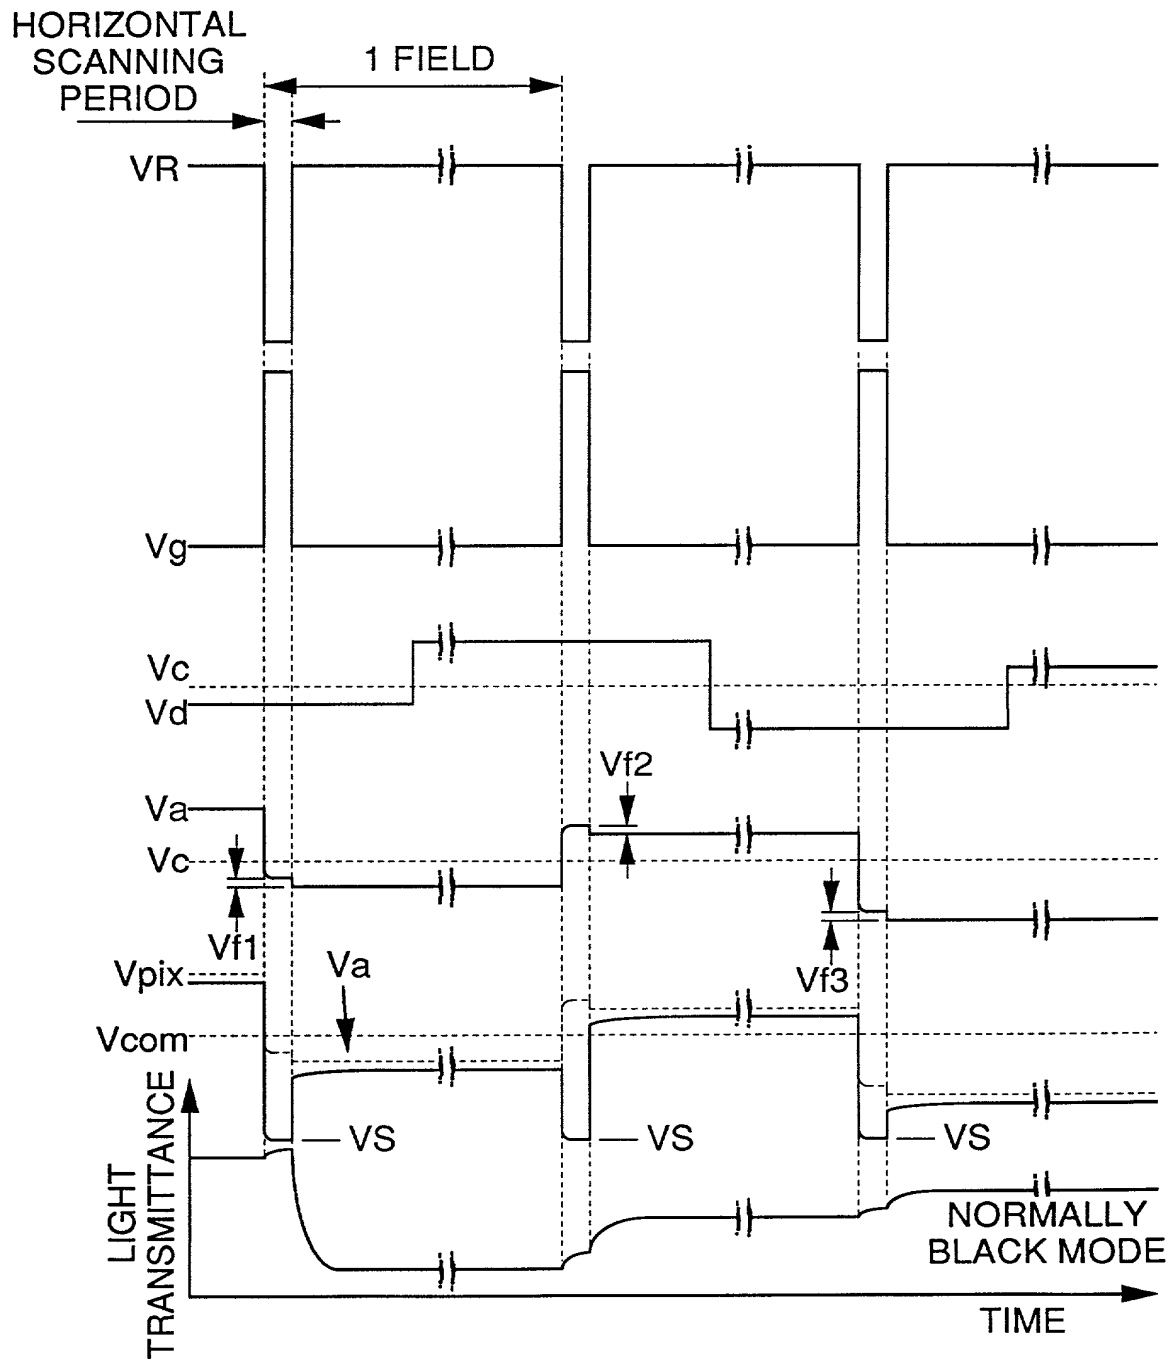 HORIZONTAL
SCANNING
PERIOD
1 FIELD
VR
Vg
Vc
Vd
Vf2
Va
Vc
Vf1
Va
Vf3
Vpix
Vcom
VS
VS
VS
LIGHT
TRANSMITTANCE
NORMALLY
BLACK MODE
TIME